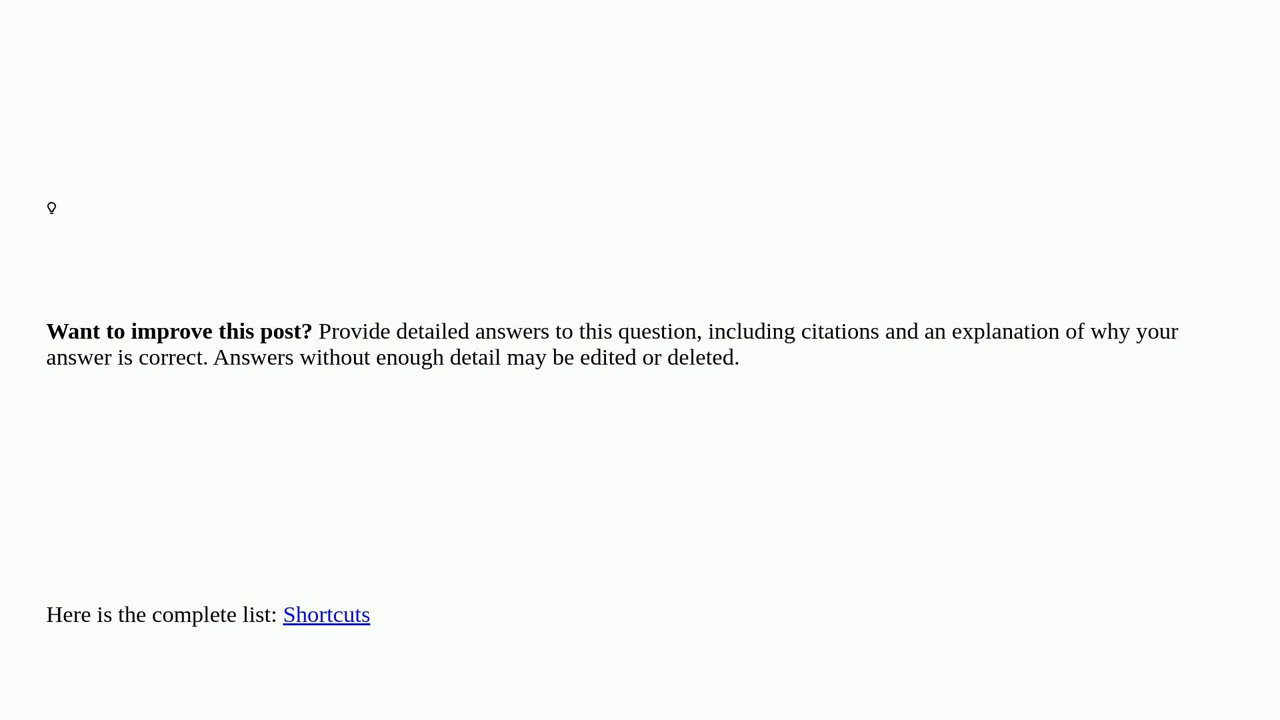 Want to improve this post? Provide detailed answers to this question, including citations and an explanation of why your
answer is correct. Answers without enough detail may be edited or deleted.
Here is the complete list: Shortcuts